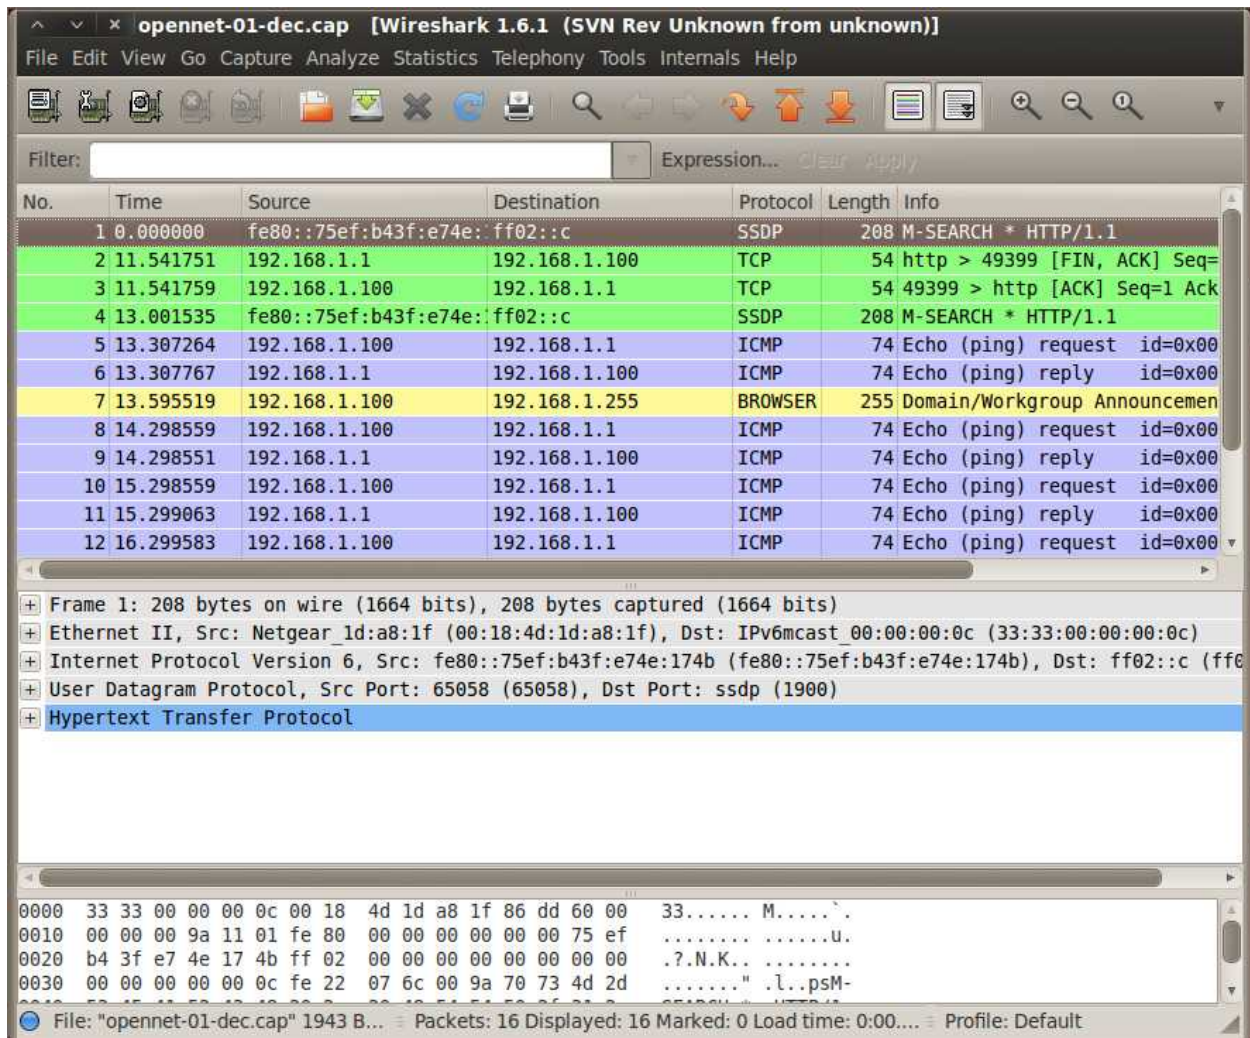 opennet-01-dec.cap [Wireshark 1.6.1 (SVN Rev Unknown from unknown)]
File Edit View Go Capture Analyze Statistics Telephony Tools Internals Help
Filter: Expression... Clear Apply
No. Time Source Destination Protocol Length Info
1 0.000000 fe80::75ef:b43f:e74e: ff02::c SSDP 208 M-SEARCH * HTTP/1.1
2 11.541751 192.168.1.1 192.168.1.100 TCP 54 http > 49399 [FIN, ACK] Seq=
3 11.541759 192.168.1.100 192.168.1.1 TCP 54 49399 > http [ACK] Seq=1 Ack
4 13.001535 fe80::75ef:b43f:e74e: ff02::c SSDP 208 M-SEARCH * HTTP/1.1
5 13.307264 192.168.1.100 192.168.1.1 ICMP 74 Echo (ping) request id=0x00
6 13.307767 192.168.1.1 192.168.1.100 ICMP 74 Echo (ping) reply id=0x00
7 13.595519 192.168.1.100 192.168.1.255 BROWSER 255 Domain/Workgroup Announcemen
8 14.298559 192.168.1.100 192.168.1.1 ICMP 74 Echo (ping) request id=0x00
9 14.298551 192.168.1.1 192.168.1.100 ICMP 74 Echo (ping) reply id=0x00
10 15.298559 192.168.1.100 192.168.1.1 ICMP 74 Echo (ping) request id=0x00
11 15.299063 192.168.1.1 192.168.1.100 ICMP 74 Echo (ping) reply id=0x00
12 16.299583 192.168.1.100 192.168.1.1 ICMP 74 Echo (ping) request id=0x00
Frame 1: 208 bytes on wire (1664 bits), 208 bytes captured (1664 bits)
Ethernet II, Src: Netgear_1d:a8:1f (00:18:4d:1d:a8:1f), Dst: IPv6mcast_00:00:00:0c (33:33:00:00:00:0c)
Internet Protocol Version 6, Src: fe80::75ef:b43f:e74e:174b (fe80::75ef:b43f:e74e:174b), Dst: ff02::c (ff0
User Datagram Protocol, Src Port: 65058 (65058), Dst Port: ssdp (1900)
Hypertext Transfer Protocol
0000 33 33 00 00 00 0c 00 18 4d 1d a8 1f 86 dd 60 00 33...... M.....`.
0010 00 00 00 9a 11 01 fe 80 00 00 00 00 00 00 75 ef ........ ......u.
0020 b4 3f e7 4e 17 4b ff 02 00 00 00 00 00 00 00 00 .?.N.K.. ........
0030 00 00 00 00 00 0c fe 22 07 6c 00 9a 70 73 4d 2d ......." .l..psM-
File: "opennet-01-dec.cap" 1943 B... Packets: 16 Displayed: 16 Marked: 0 Load time: 0:00.... Profile: Default